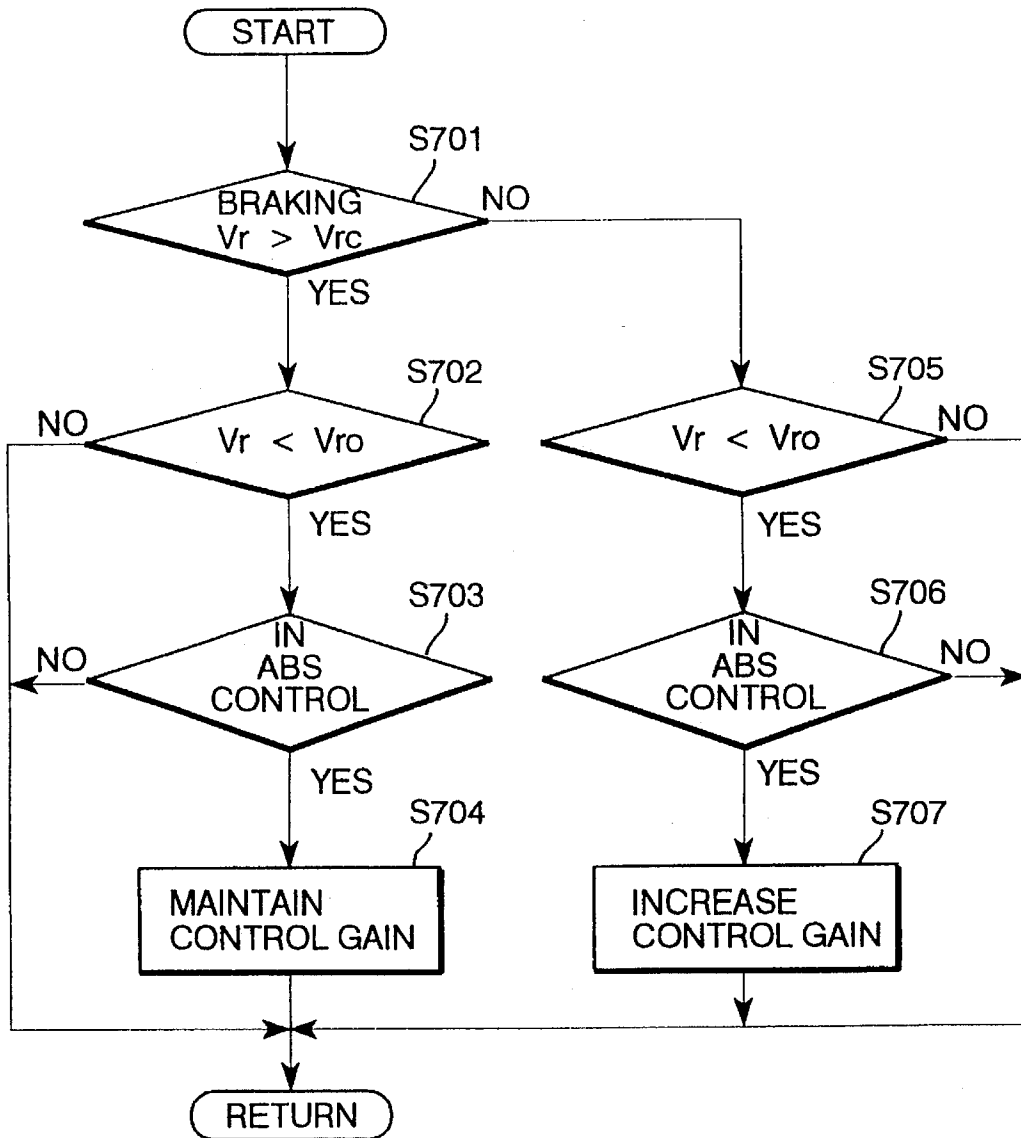 START
S701
BRAKING
Vr > Vrc
NO
YES
S702
NO
Vr < Vro
YES
S705
Vr < Vro
NO
YES
S703
IN
ABS
CONTROL
NO
YES
S706
IN
ABS
CONTROL
NO
YES
S704
MAINTAIN
CONTROL GAIN
S707
INCREASE
CONTROL GAIN
RETURN